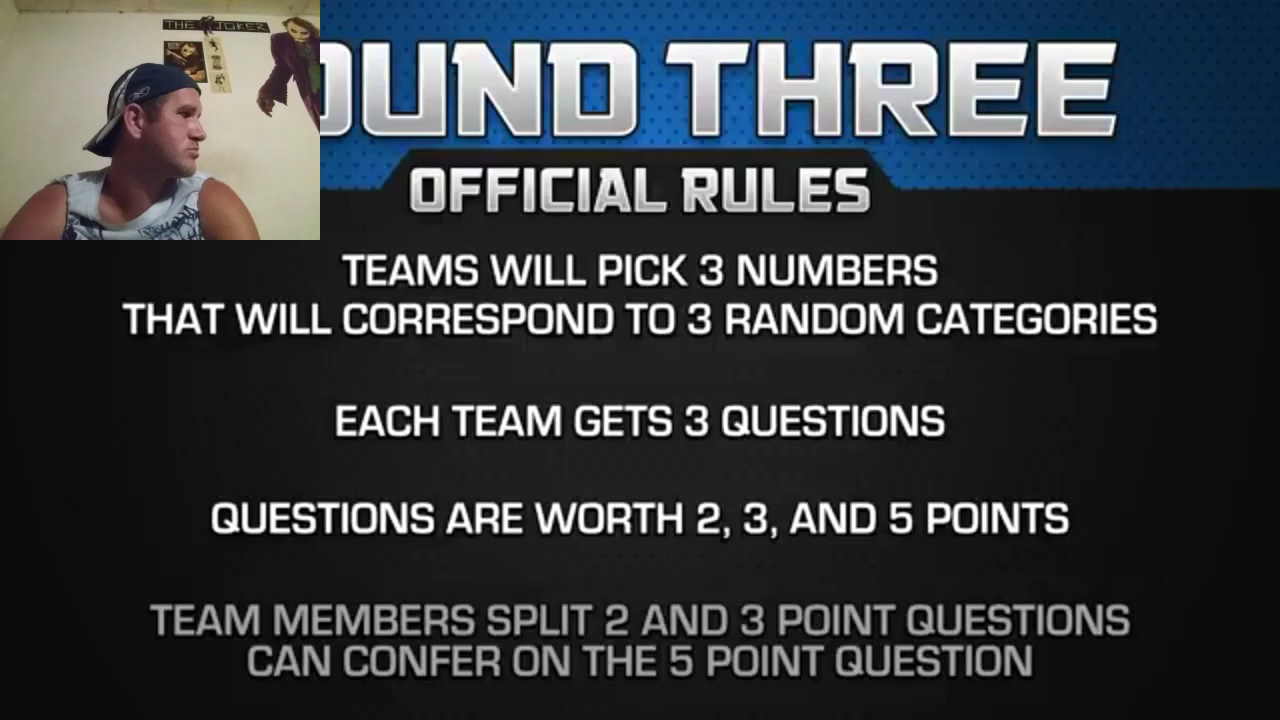 THE JOKER
OUND THREE
OFFICIAL RULES
TEAMS WILL PICK 3 NUMBERS
THAT WILL CORRESPOND TO 3 RANDOM CATEGORIES
EACH TEAM GETS 3 QUESTIONS
QUESTIONS ARE WORTH 2, 3, AND 5 POINTS
TEAM MEMBERS SPLIT 2 AND 3 POINT QUESTIONS
CAN CONFER ON THE 5 POINT QUESTION